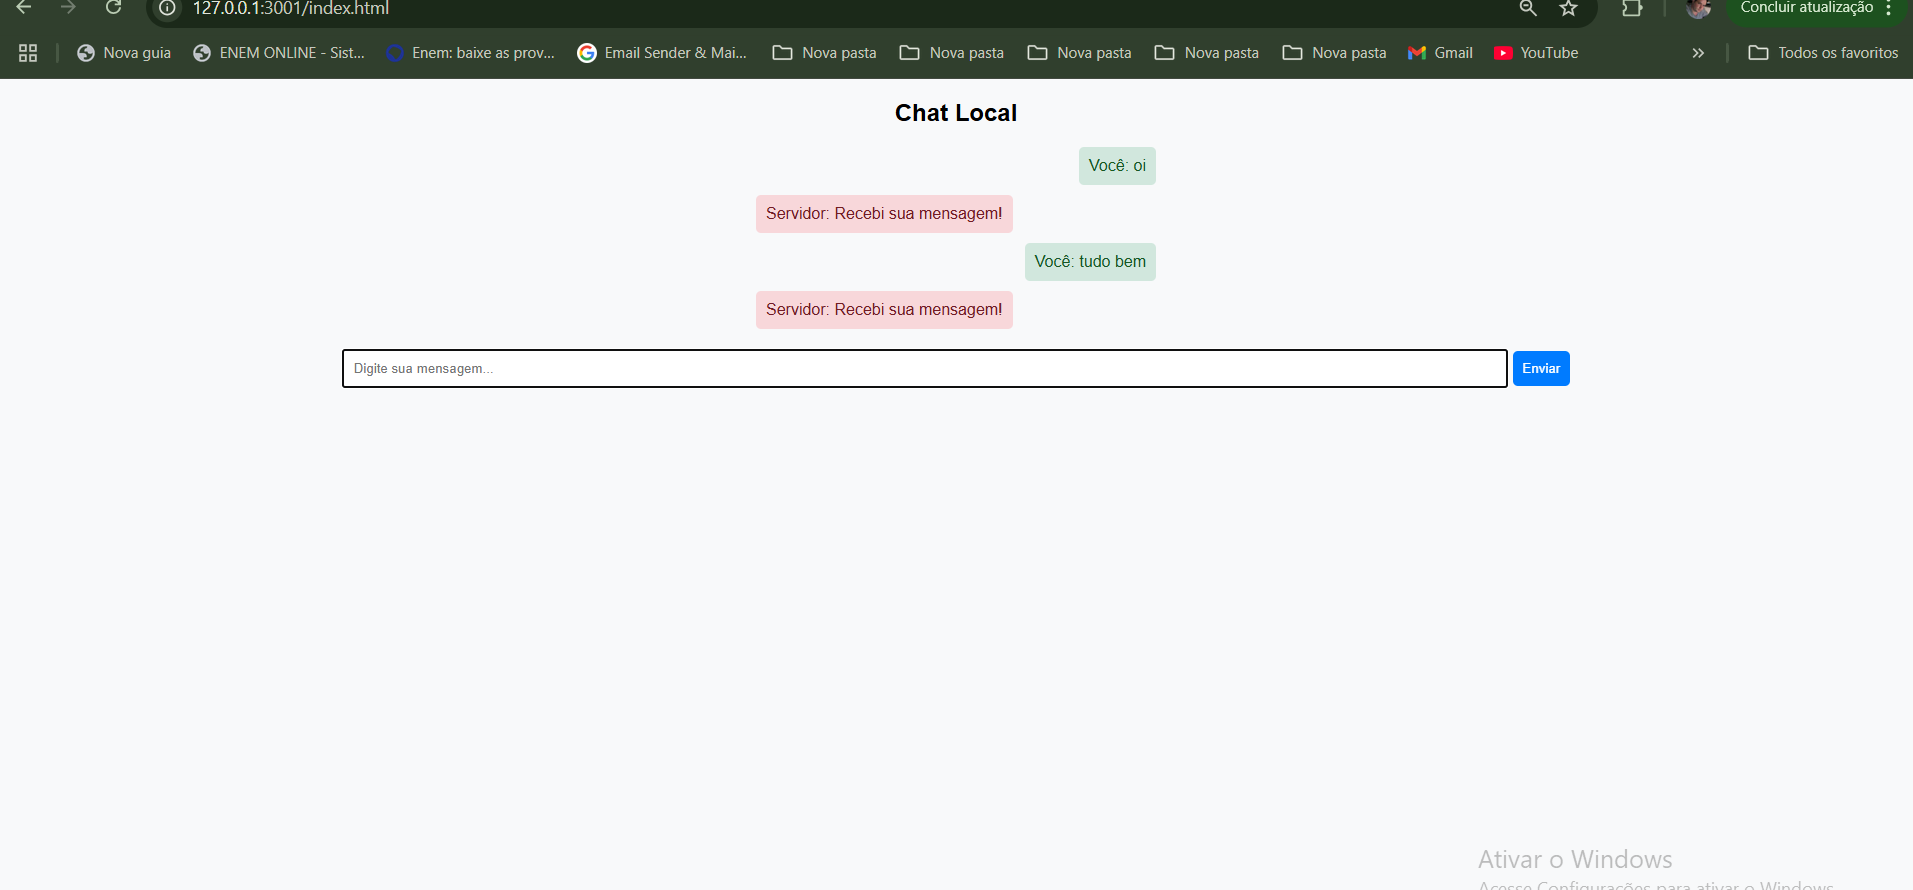 127.0.0.1:3001/index.html
Concluir atualização
Nova guia
ENEM ONLINE - Sist...
Enem: baixe as prov...
Email Sender & Mai...
Nova pasta
Nova pasta
Nova pasta
Nova pasta
Nova pasta
Gmail
YouTube
»
Todos os favoritos
Chat Local
Você: oi
Servidor: Recebi sua mensagem!
Você: tudo bem
Servidor: Recebi sua mensagem!
Digite sua mensagem...
Enviar
Ativar o Windows
Acesse Configurações para ativar o Windows.